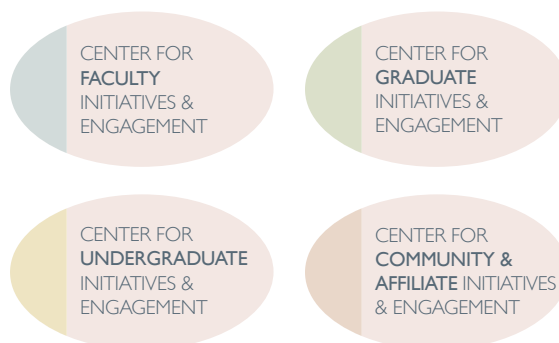 CENTER FOR
FACULTY
INITIATIVES &
ENGAGEMENT
CENTER FOR
GRADUATE
INITIATIVES &
ENGAGEMENT
CENTER FOR
UNDERGRADUATE
INITIATIVES &
ENGAGEMENT
CENTER FOR
COMMUNITY &
AFFILIATE INITIATIVES
& ENGAGEMENT